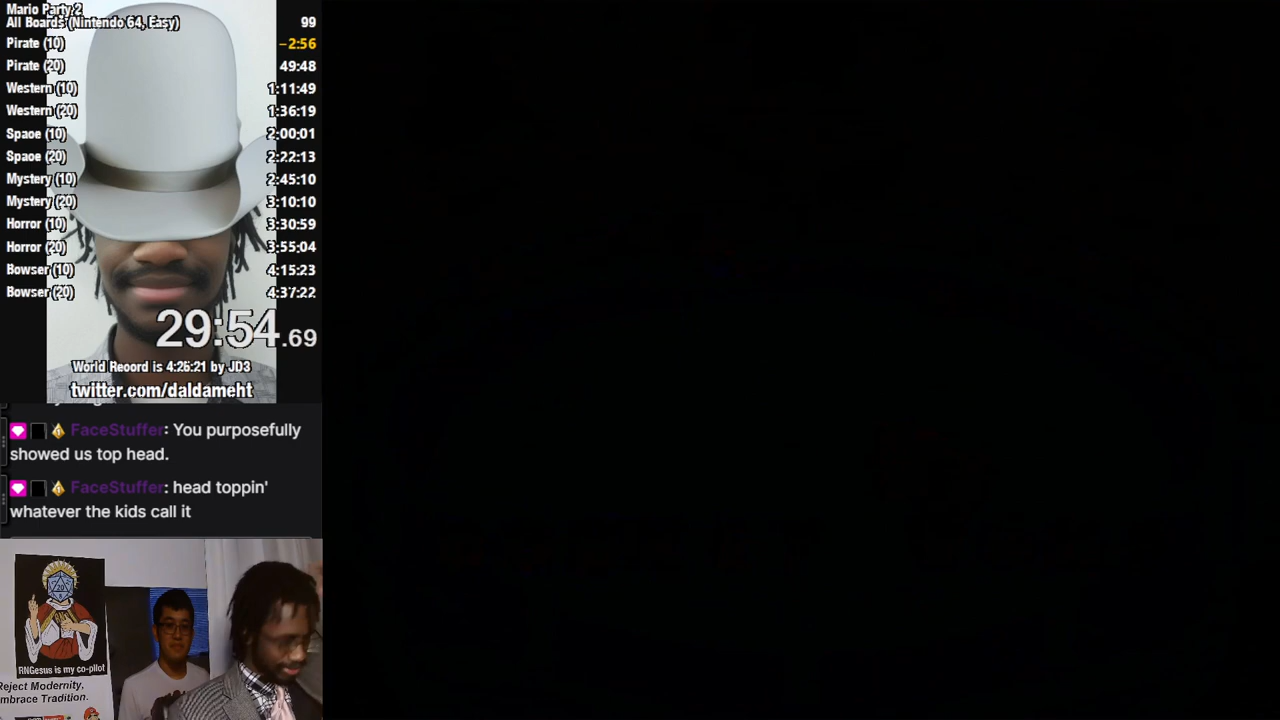 Mario Party 2
All Boards (Nintendo 64, Easy) 99
Pirate (10) −2:56
Pirate (20) 49:48
Western (10) 1:11:49
Western (20) 1:36:19
Space (10) 2:00:01
Space (20) 2:22:13
Mystery (10) 2:45:10
Mystery (20) 3:10:10
Horror (10) 3:30:59
Horror (20) 3:55:04
Bowser (10) 4:15:23
Bowser (20) 4:37:22
29:54.69
World Record is 4:26:21 by JD3
twitter.com/daldameht
FaceStuffer: You purposefully
showed us top head.
FaceStuffer: head toppin'
whatever the kids call it
20
RNGesus is my co-pilot
Reject Modernity,
mbrace Tradition.